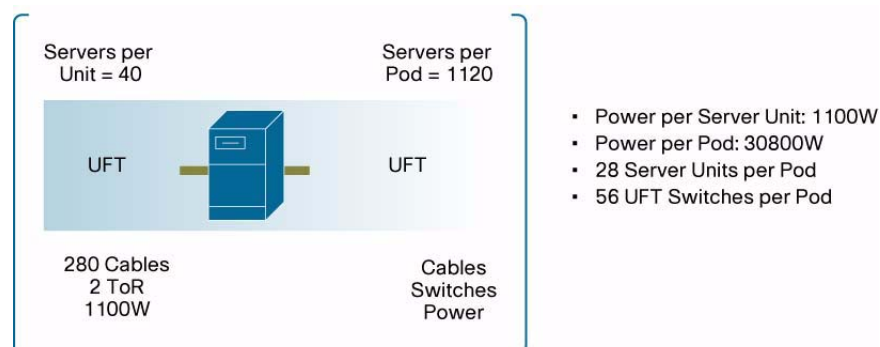 Servers per
Unit = 40
Servers per
Pod = 1120
UFT
UFT
280 Cables
2 ToR
1100W
Cables
Switches
Power
▪ Power per Server Unit: 1100W
▪ Power per Pod: 30800W
▪ 28 Server Units per Pod
▪ 56 UFT Switches per Pod